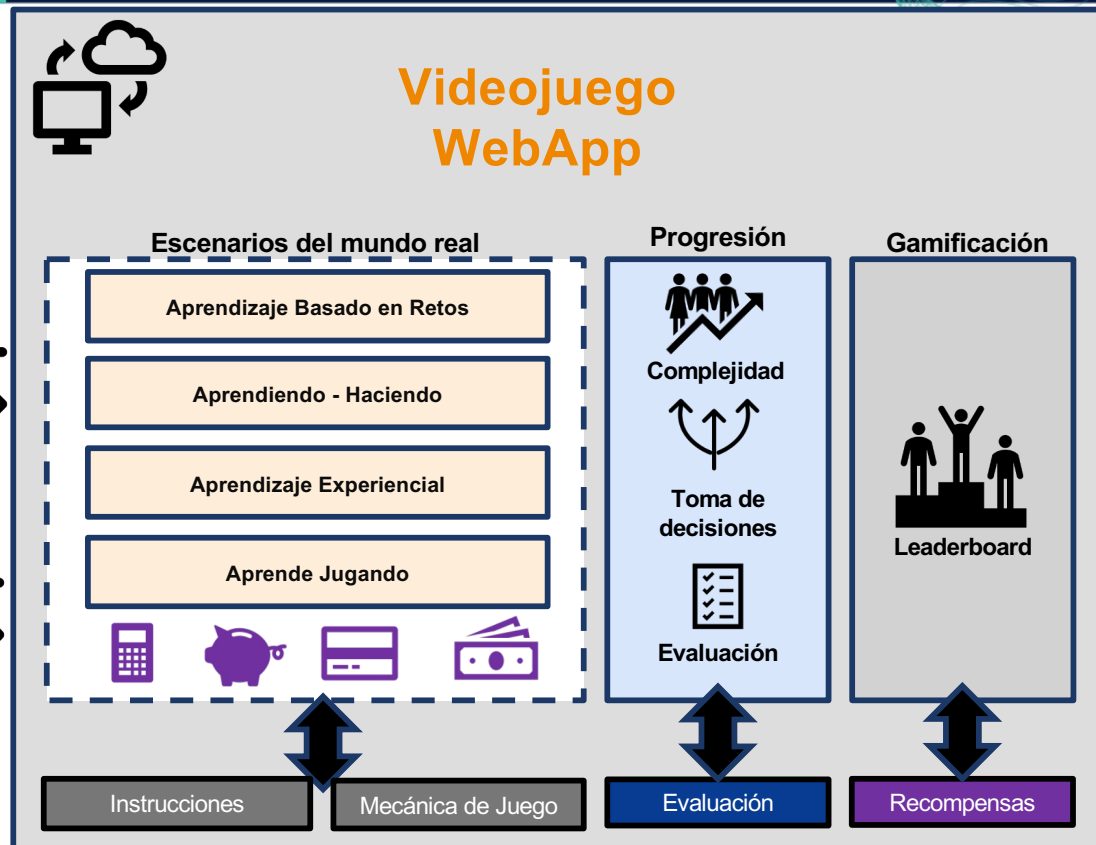 Videojuego
WebApp
Escenarios del mundo real
Aprendizaje Basado en Retos
Aprendiendo - Haciendo
Aprendizaje Experiencial
Aprende Jugando
Progresión
Complejidad
Toma de
decisiones
Evaluación
Gamificación
Leaderboard
Instrucciones
Mecánica de Juego
Evaluación
Recompensas